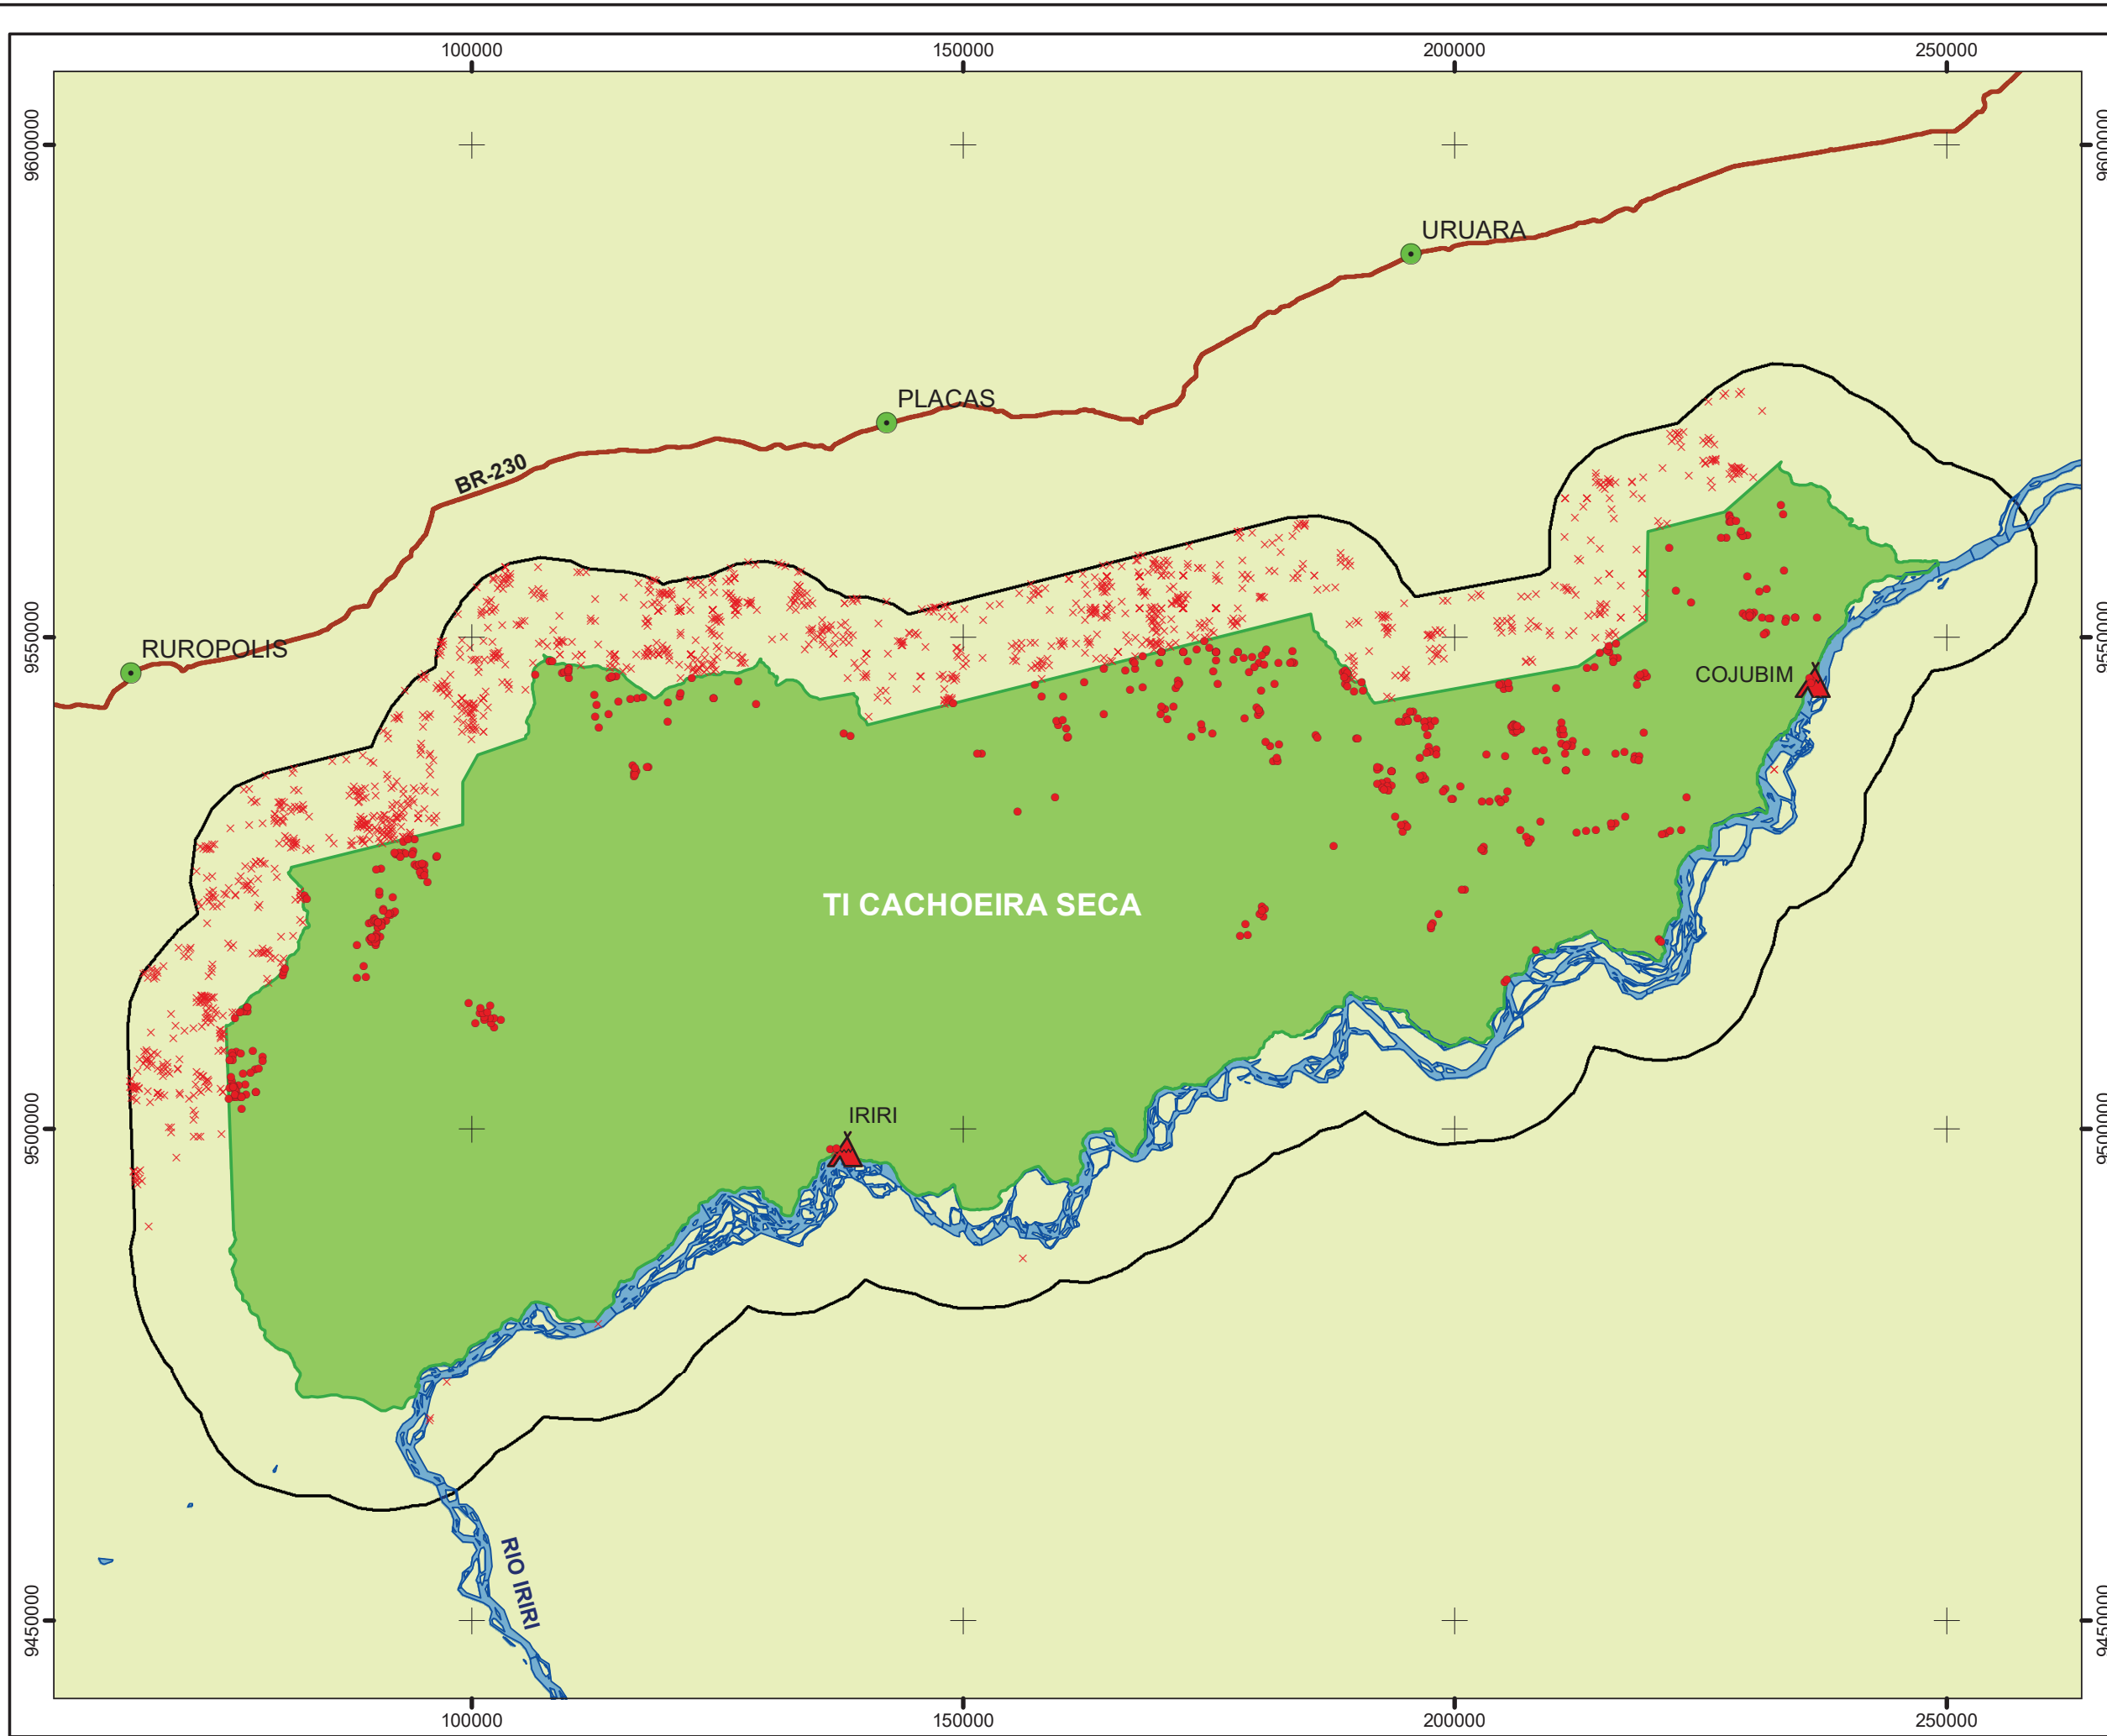 100000 150000 200000 250000
9600000 9600000
URUARA
PLACAS
BR-230
RUROPOLIS
9550000 9550000
COJUBIM
TI CACHOEIRA SECA
IRIRI
9500000 9500000
RIO IRIRI
9450000 9450000
100000 150000 200000 250000